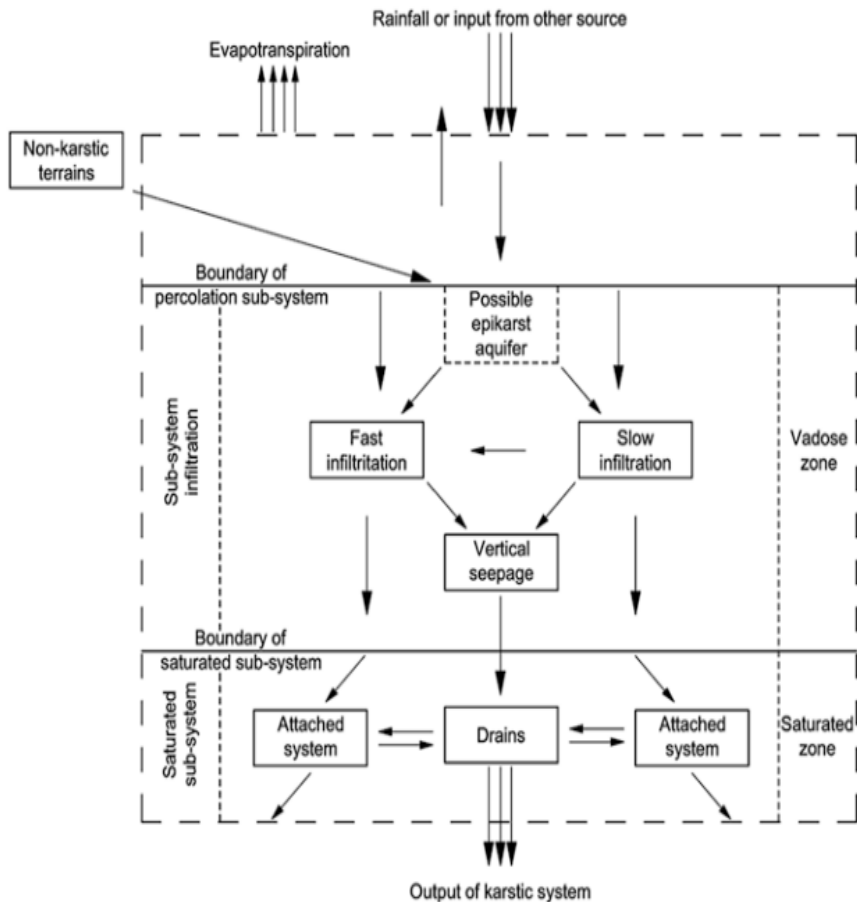 Rainfall or input from other source
Evapotranspiration
Non-karstic
terrains
Boundary of
percolation sub-system
Possible
epikarst
aquifer
Sub-system
infiltration
Fast
infiltritation
Slow
infiltration
Vadose
zone
Vertical
seepage
Boundary of
saturated sub-system
Saturated
sub-system
Attached
system
Drains
Attached
system
Saturated
zone
Output of karstic system